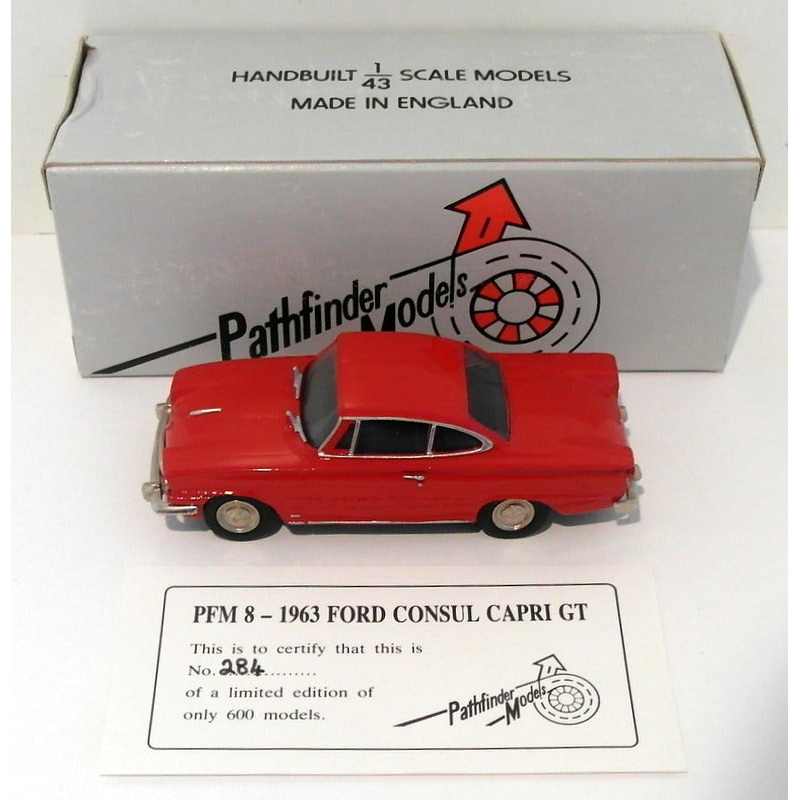 HANDBUILT 1/43 SCALE MODELS
MADE IN ENGLAND
Pathfinder
Models
PFM 8 – 1963 FORD CONSUL CAPRI GT
This is to certify that this is
No. 284..........
of a limited edition of
only 600 models.
Pathfinder
Models